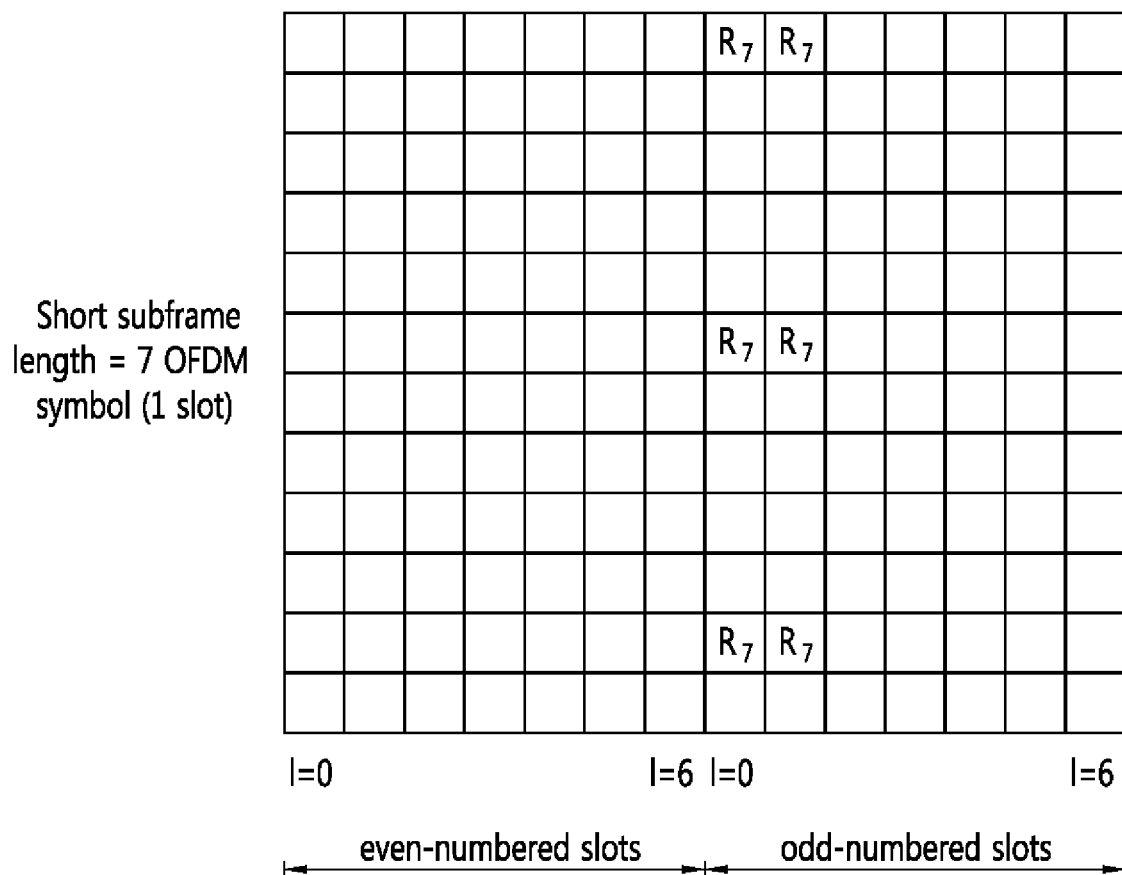 R₇ R₇
Short subframe
length = 7 OFDM
symbol (1 slot)
R₇ R₇
R₇ R₇
l=0 l=6 l=0 l=6
even-numbered slots odd-numbered slots